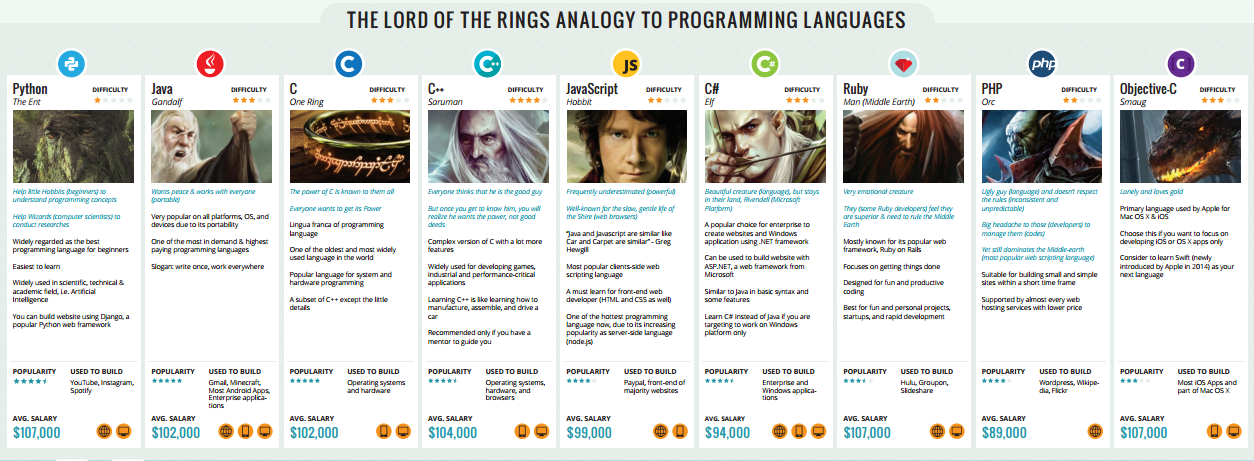 THE LORD OF THE RINGS ANALOGY TO PROGRAMMING LANGUAGES
Python
DIFFICULTY
The Ent
Help little Hobbits (beginners) to
understand programming concepts
Help Wizards (computer scientists) to
conduct researches
Widely regarded as the best
programming language for beginners
Easiest to learn
Widely used in scientific, technical &
academic field, i.e. Artificial
Intelligence
You can build website using Django, a
popular Python web framework
POPULARITY
USED TO BUILD
YouTube, Instagram,
Spotify
AVG. SALARY
$107,000
Java
DIFFICULTY
Gandalf
Wants peace & works with everyone
(portable)
Very popular on all platforms, OS, and
devices due to its portability
One of the most in demand & highest
paying programming languages
Slogan: write once, work everywhere
POPULARITY
USED TO BUILD
Gmail, Minecraft,
Most Android Apps,
Enterprise applica-
tions
AVG. SALARY
$102,000
C
C
DIFFICULTY
One Ring
The power of C is known to them all
Everyone wants to get its Power
Lingua franca of programming
language
One of the oldest and most widely
used language in the world
Popular language for system and
hardware programming
A subset of C++ except the little
details
POPULARITY
USED TO BUILD
Operating systems
and hardware
AVG. SALARY
$102,000
C++
C++
DIFFICULTY
Saruman
Everyone thinks that he is the good guy
But once you get to know him, you will
realize he wants the power, not good
deeds
Complex version of C with a lot more
features
Widely used for developing games,
industrial and performance-critical
applications
Learning C++ is like learning how to
manufacture, assemble, and drive a
car
Recommended only if you have a
mentor to guide you
POPULARITY
USED TO BUILD
Operating systems,
hardware, and
browsers
AVG. SALARY
$104,000
JS
JavaScript
DIFFICULTY
Hobbit
Frequently underestimated (powerful)
Well-known for the slow, gentle life of
the Shire (web browsers)
"Java and Javascript are similar like
Car and Carpet are similar" - Greg
Hewgill
Most popular clients-side web
scripting language
A must learn for front-end web
developer (HTML and CSS as well)
One of the hottest programming
language now, due to its increasing
popularity as server-side language
(node.js)
POPULARITY
USED TO BUILD
Paypal, front-end of
majority websites
AVG. SALARY
$99,000
C#
C#
DIFFICULTY
Elf
Beautiful creature (language), but stays
in their land, Rivendell (Microsoft
Platform)
A popular choice for enterprise to
create websites and Windows
application using .NET framework
Can be used to build website with
ASP.NET, a web framework from
Microsoft
Similar to Java in basic syntax and
some features
Learn C# instead of Java if you are
targeting to work on Windows
platform only
POPULARITY
USED TO BUILD
Enterprise and
Windows applica-
tions
AVG. SALARY
$94,000
Ruby
DIFFICULTY
Man (Middle Earth)
Very emotional creature
They (some Ruby developers) feel they
are superior & need to rule the Middle
Earth
Mostly known for its popular web
framework, Ruby on Rails
Focuses on getting things done
Designed for fun and productive
coding
Best for fun and personal projects,
startups, and rapid development
POPULARITY
USED TO BUILD
Hulu, Groupon,
Slideshare
AVG. SALARY
$107,000
php
PHP
DIFFICULTY
Orc
Ugly guy (language) and doesn't respect
the rules (inconsistent and
unpredictable)
Big headache to those (developers) to
manage them (codes)
Yet still dominates the Middle-earth
(most popular web scripting language)
Suitable for building small and simple
sites within a short time frame
Supported by almost every web
hosting services with lower price
POPULARITY
USED TO BUILD
Wordpress, Wikipe-
dia, Flickr
AVG. SALARY
$89,000
C
Objective-C
DIFFICULTY
Smaug
Lonely and loves gold
Primary language used by Apple for
Mac OS X & iOS
Choose this if you want to focus on
developing iOS or OS X apps only
Consider to learn Swift (newly
introduced by Apple in 2014) as your
next language
POPULARITY
USED TO BUILD
Most iOS Apps and
part of Mac OS X
AVG. SALARY
$107,000